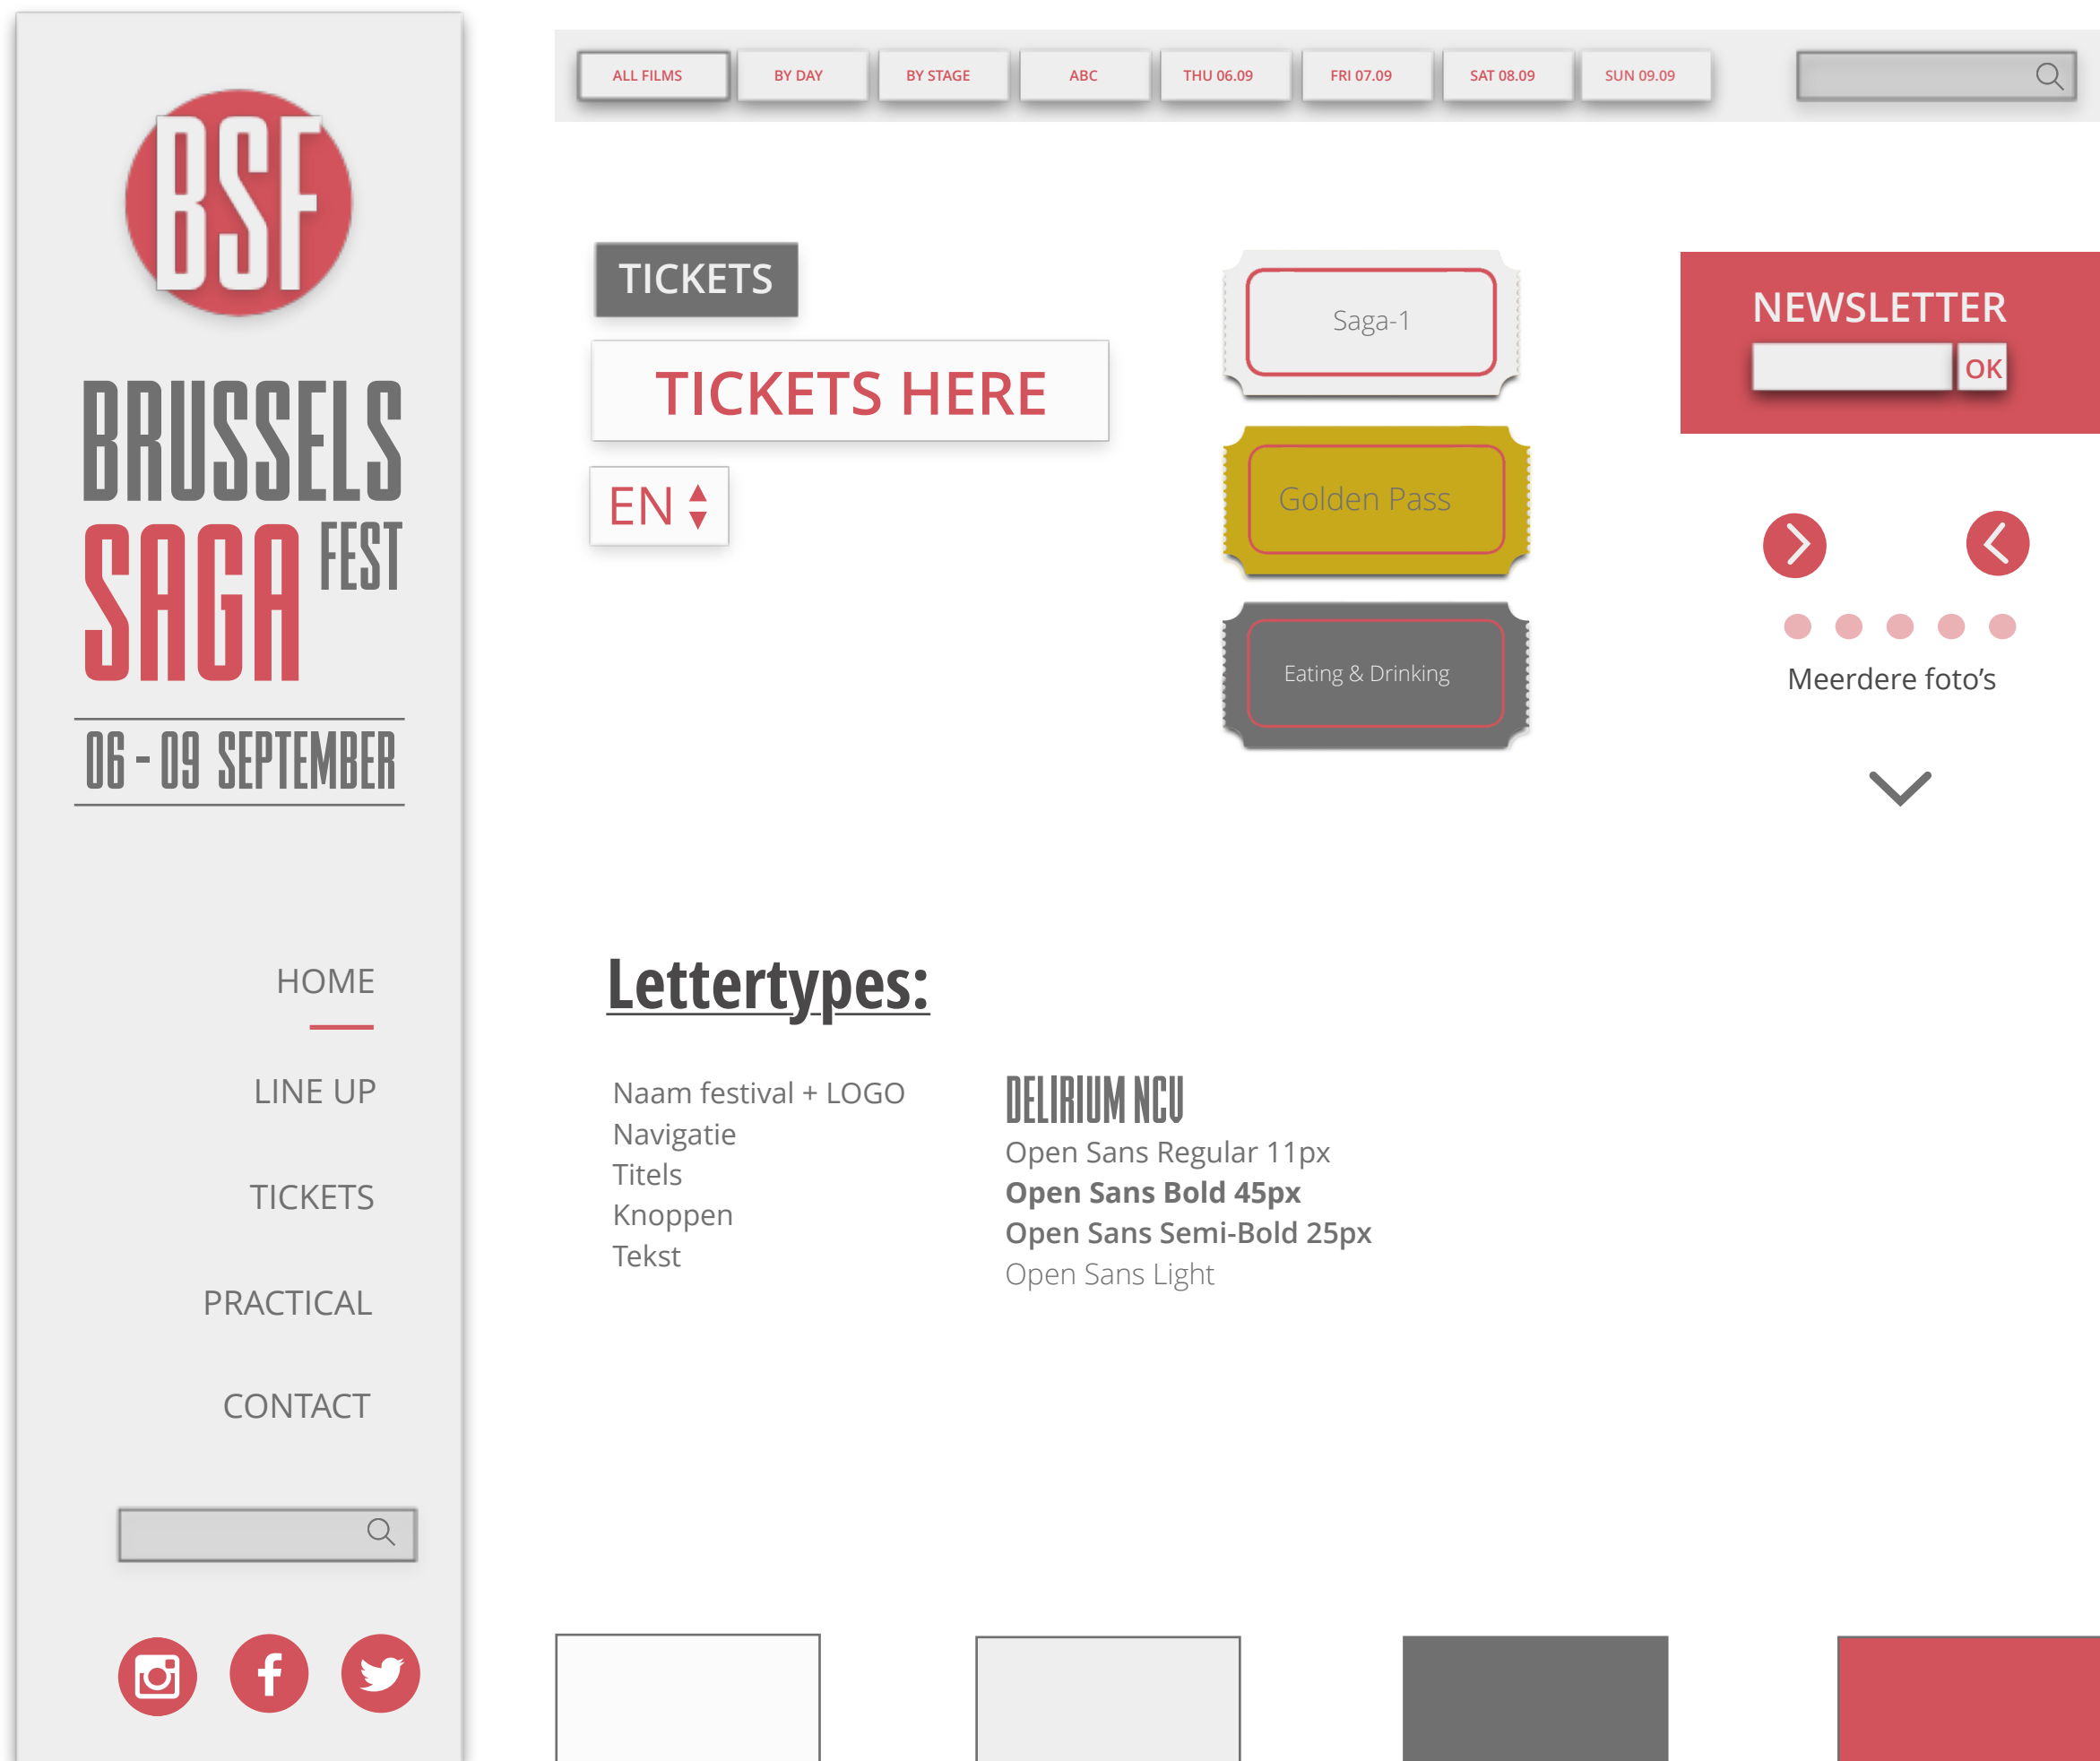 BSF
BRUSSELS
SAGA FEST
06 - 09 SEPTEMBER
HOME
LINE UP
TICKETS
PRACTICAL
CONTACT
ALL FILMS
BY DAY
BY STAGE
ABC
THU 06.09
FRI 07.09
SAT 08.09
SUN 09.09
TICKETS
TICKETS HERE
EN
Saga-1
Golden Pass
Eating & Drinking
NEWSLETTER
OK
Meerdere foto’s
Lettertypes:
Naam festival + LOGO
Navigatie
Titels
Knoppen
Tekst
DELIRIUM NCV
Open Sans Regular 11px
Open Sans Bold 45px
Open Sans Semi-Bold 25px
Open Sans Light